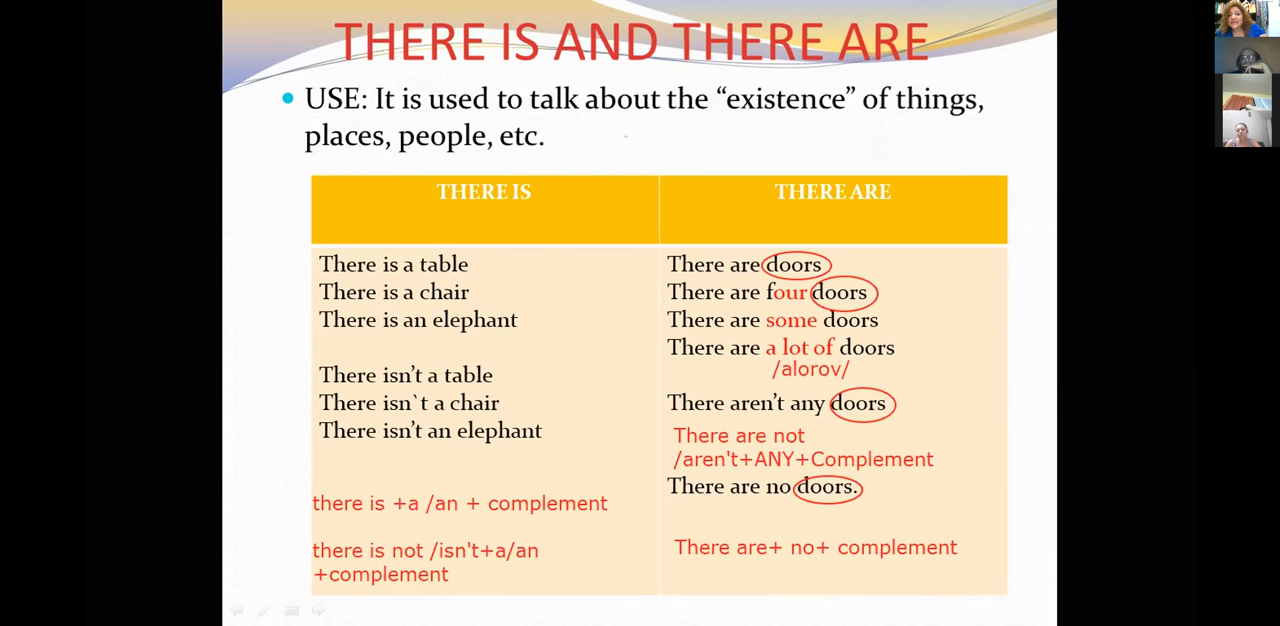 THERE IS AND THERE ARE
USE: It is used to talk about the “existence” of things,
places, people, etc.
THERE IS
THERE ARE
There is a table
There is a chair
There is an elephant
There isn’t a table
There isn`t a chair
There isn’t an elephant
there is +a /an + complement
there is not /isn't+a/an
+complement
There are doors
There are four doors
There are some doors
There are a lot of doors
/alorov/
There aren’t any doors
There are not
/aren't+ANY+Complement
There are no doors.
There are+ no+ complement